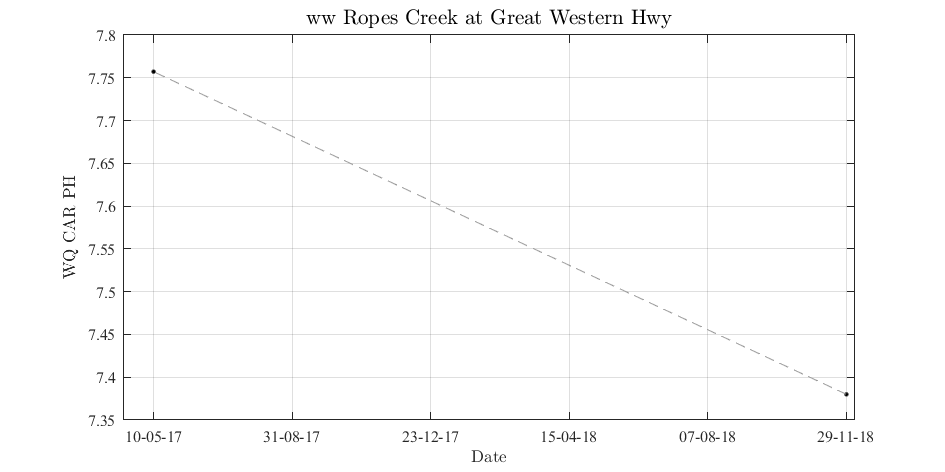 ww Ropes Creek at Great Western Hwy
7.8
7.75
7.7
7.65
7.6
7.55
7.5
7.45
7.4
7.35
WQ CAR PH
10-05-17 31-08-17 23-12-17 15-04-18 07-08-18 29-11-18
Date